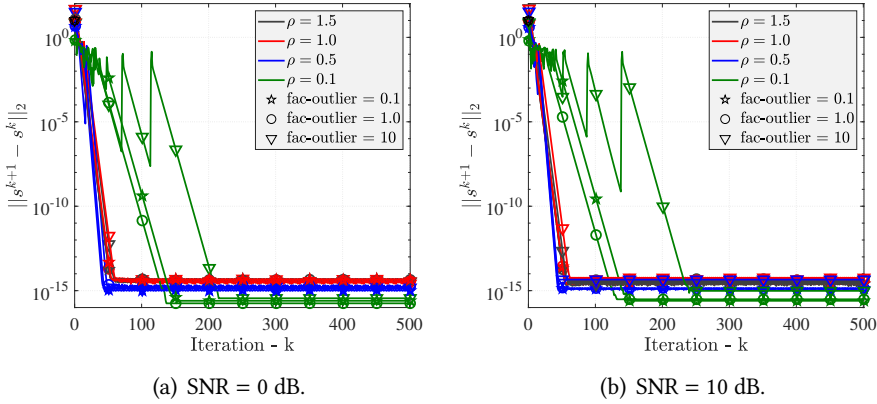 ||s^{k+1} − s^k||_2
10^0
10^{-5}
10^{-10}
10^{-15}
0 100 200 300 400 500
Iteration - k
ρ = 1.5
ρ = 1.0
ρ = 0.5
ρ = 0.1
fac-outlier = 0.1
fac-outlier = 1.0
fac-outlier = 10
(a) SNR = 0 dB.
||s^{k+1} − s^k||_2
10^0
10^{-5}
10^{-10}
10^{-15}
0 100 200 300 400 500
Iteration - k
ρ = 1.5
ρ = 1.0
ρ = 0.5
ρ = 0.1
fac-outlier = 0.1
fac-outlier = 1.0
fac-outlier = 10
(b) SNR = 10 dB.